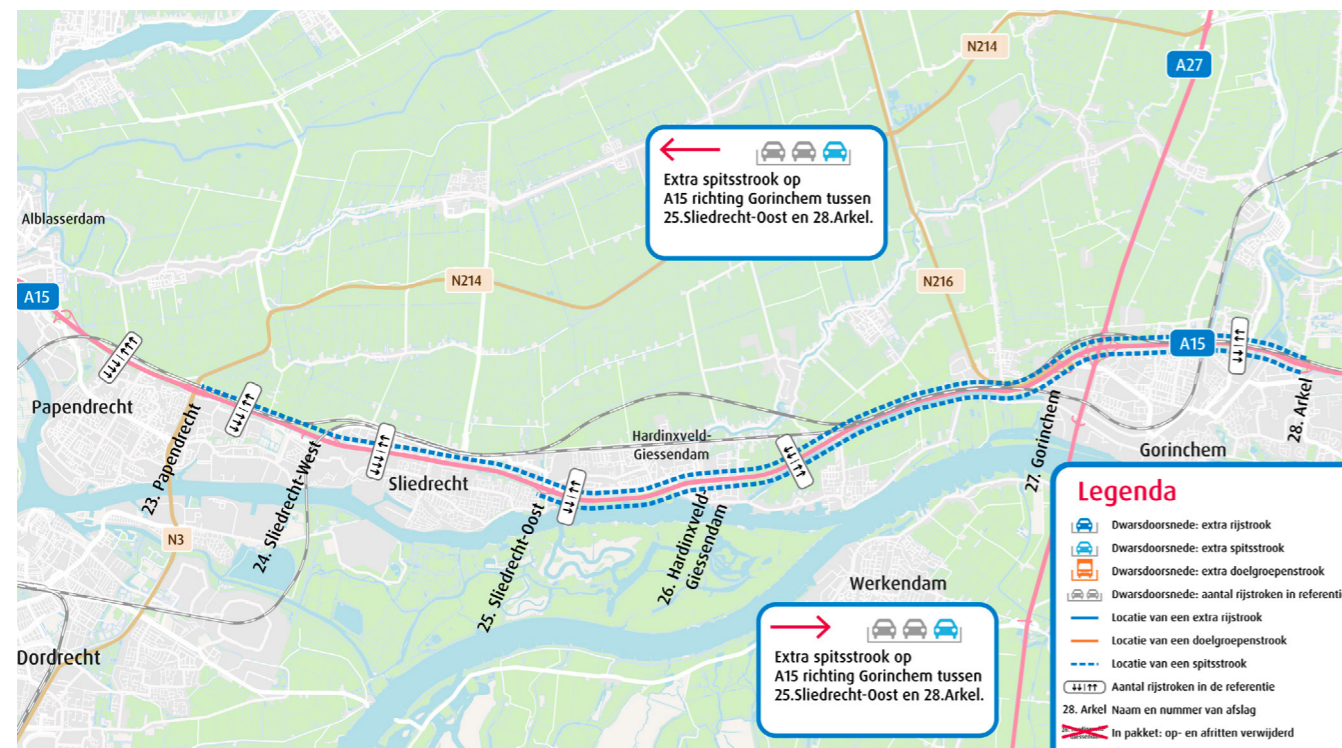 N214
A27
Extra spitsstrook op
A15 richting Gorinchem tussen
25.Sliedrecht-Oost en 28.Arkel.
Alblasserdam
A15
N214
N216
A15
Papendrecht
23. Papendrecht
24. Sliedrecht-West
Sliedrecht
25. Sliedrecht-Oost
Hardinxveld-
Giessendam
26. Hardinxveld-
Giessendam
27. Gorinchem
Gorinchem
28. Arkel
N3
Dordrecht
Werkendam
Extra spitsstrook op
A15 richting Gorinchem tussen
25.Sliedrecht-Oost en 28.Arkel.
Legenda
Dwarsdoorsnede: extra rijstrook
Dwarsdoorsnede: extra spitsstrook
Dwarsdoorsnede: extra doelgroepenstrook
Dwarsdoorsnede: aantal rijstroken in referentie
Locatie van een extra rijstrook
Locatie van een doelgroepenstrook
Locatie van een spitsstrook
Aantal rijstroken in de referentie
28. Arkel Naam en nummer van afslag
In pakket: op- en afritten verwijderd